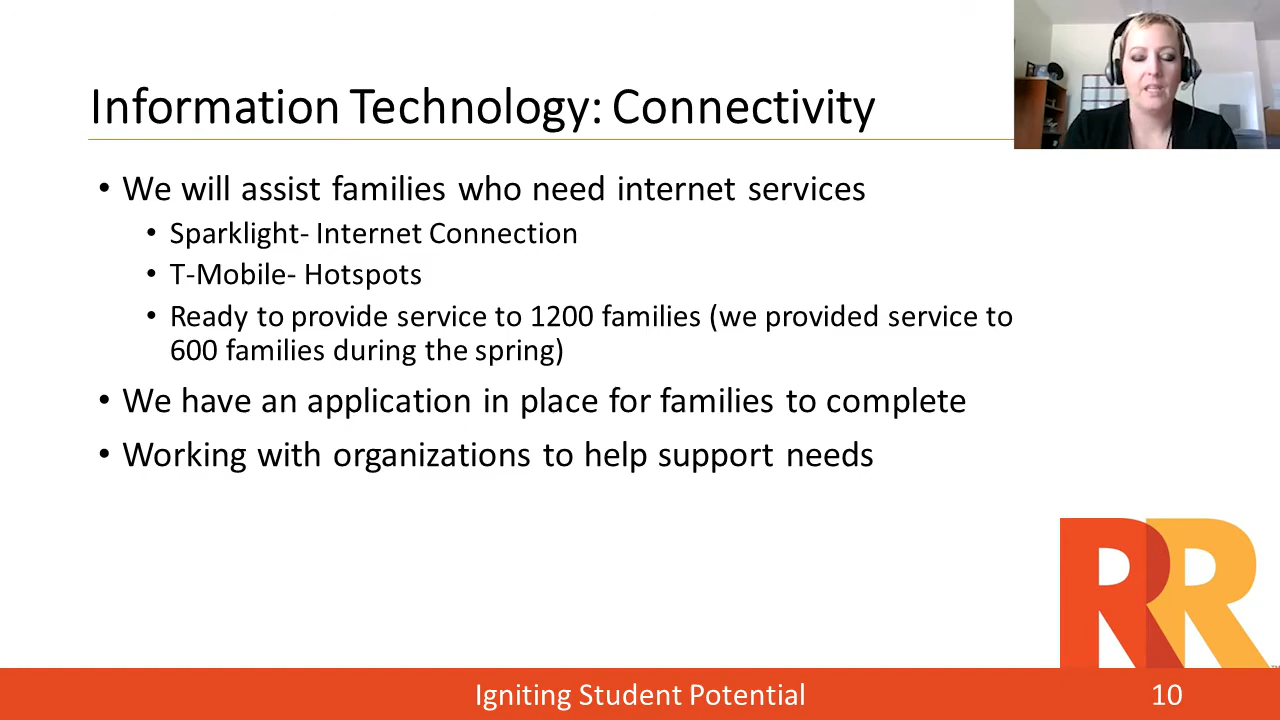 Information Technology: Connectivity
• We will assist families who need internet services
• Sparklight- Internet Connection
• T-Mobile- Hotspots
• Ready to provide service to 1200 families (we provided service to
600 families during the spring)
• We have an application in place for families to complete
• Working with organizations to help support needs
RR
Igniting Student Potential
10